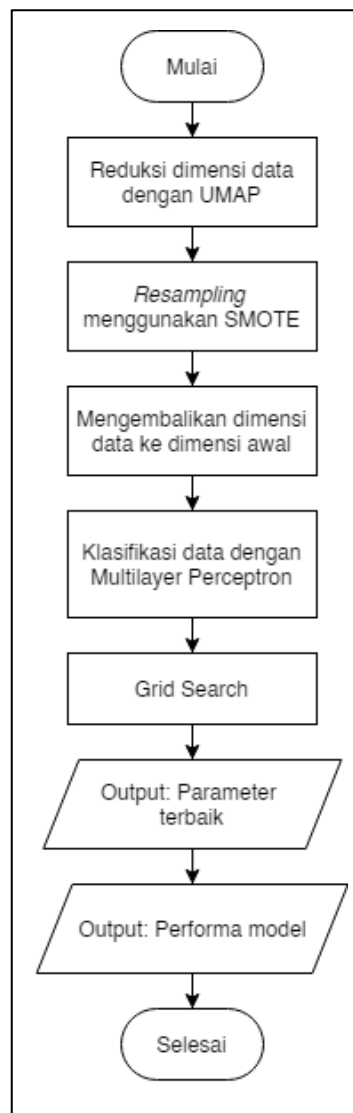 Mulai
Reduksi dimensi data
dengan UMAP
Resampling
menggunakan SMOTE
Mengembalikan dimensi
data ke dimensi awal
Klasifikasi data dengan
Multilayer Perceptron
Grid Search
Output: Parameter
terbaik
Output: Performa model
Selesai